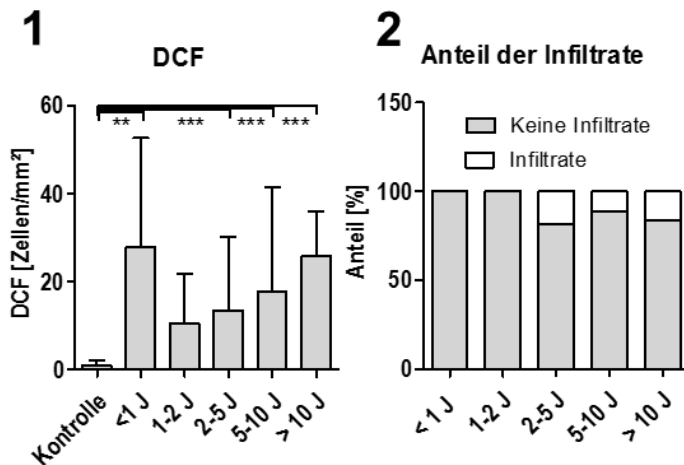 1
DCF
DCF [Zellen/mm²]
60
40
20
0
** *** *** ***
Kontrolle
<1 J
1-2 J
2-5 J
5-10 J
> 10 J
2
Anteil der Infiltrate
Anteil [%]
150
100
50
0
Keine Infiltrate
Infiltrate
< 1 J
1-2 J
2-5 J
5-10 J
> 10 J